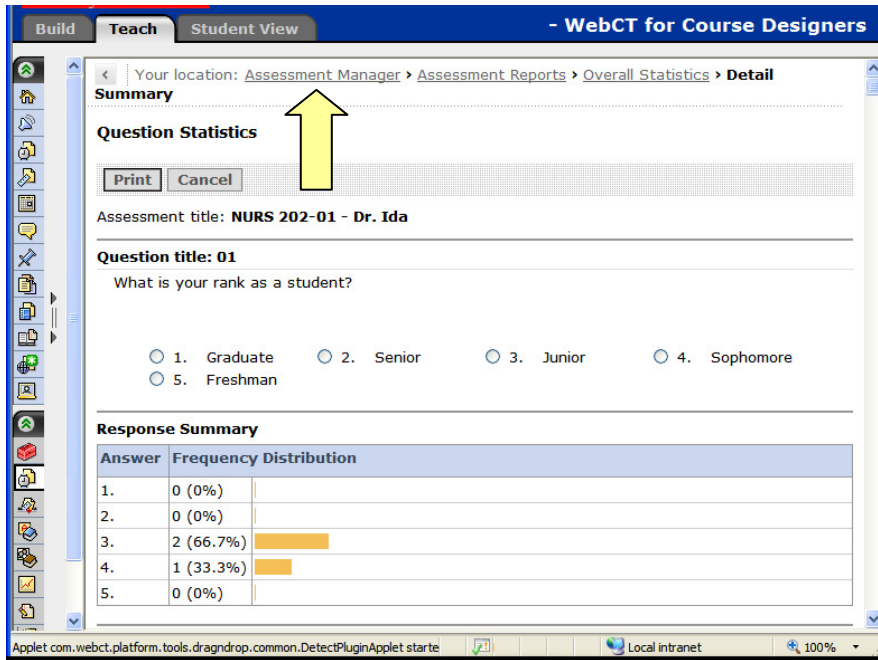 Build Teach Student View - WebCT for Course Designers
Your location: Assessment Manager › Assessment Reports › Overall Statistics › Detail
Summary
Question Statistics
Print Cancel
Assessment title: NURS 202-01 - Dr. Ida
Question title: 01
What is your rank as a student?
1. Graduate 2. Senior 3. Junior 4. Sophomore
5. Freshman
Response Summary
Answer Frequency Distribution
1. 0 (0%)
2. 0 (0%)
3. 2 (66.7%)
4. 1 (33.3%)
5. 0 (0%)
Applet com.webct.platform.tools.dragndrop.common.DetectPluginApplet starte Local intranet 100%